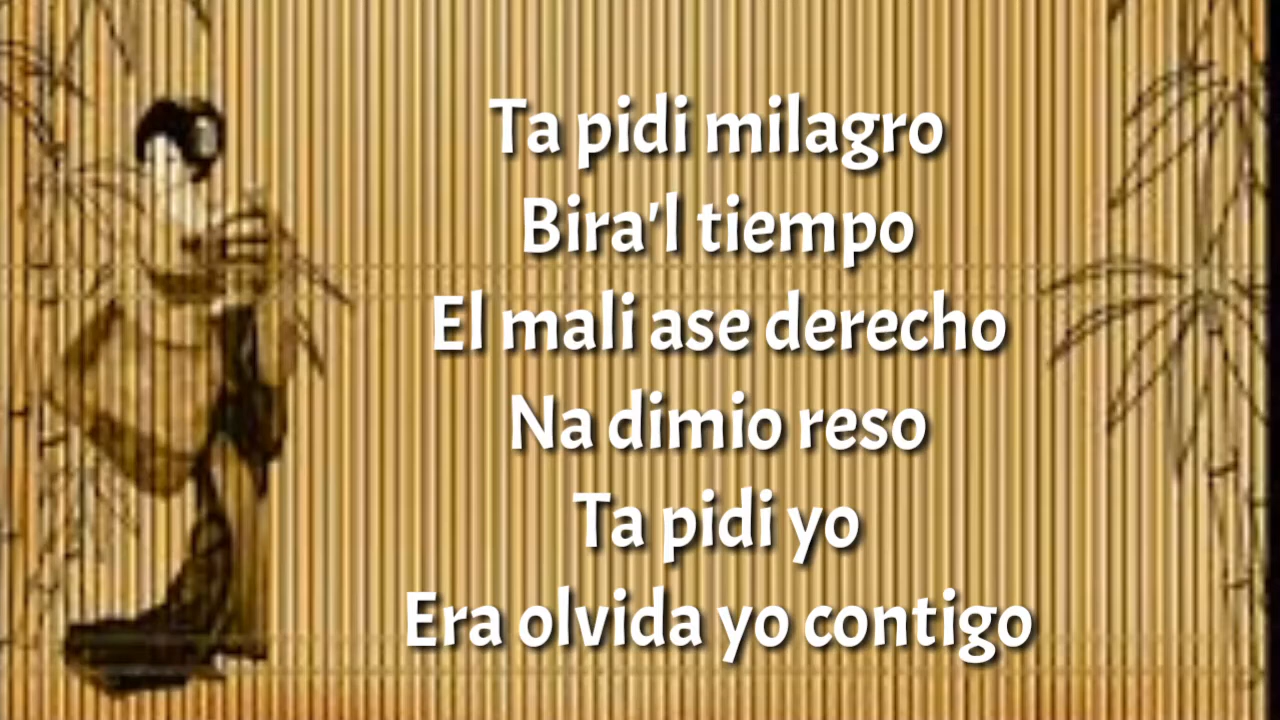 Ta pidi milagro
Bira'l tiempo
El mali ase derecho
Na dimio reso
Ta pidi yo
Era olvida yo contigo